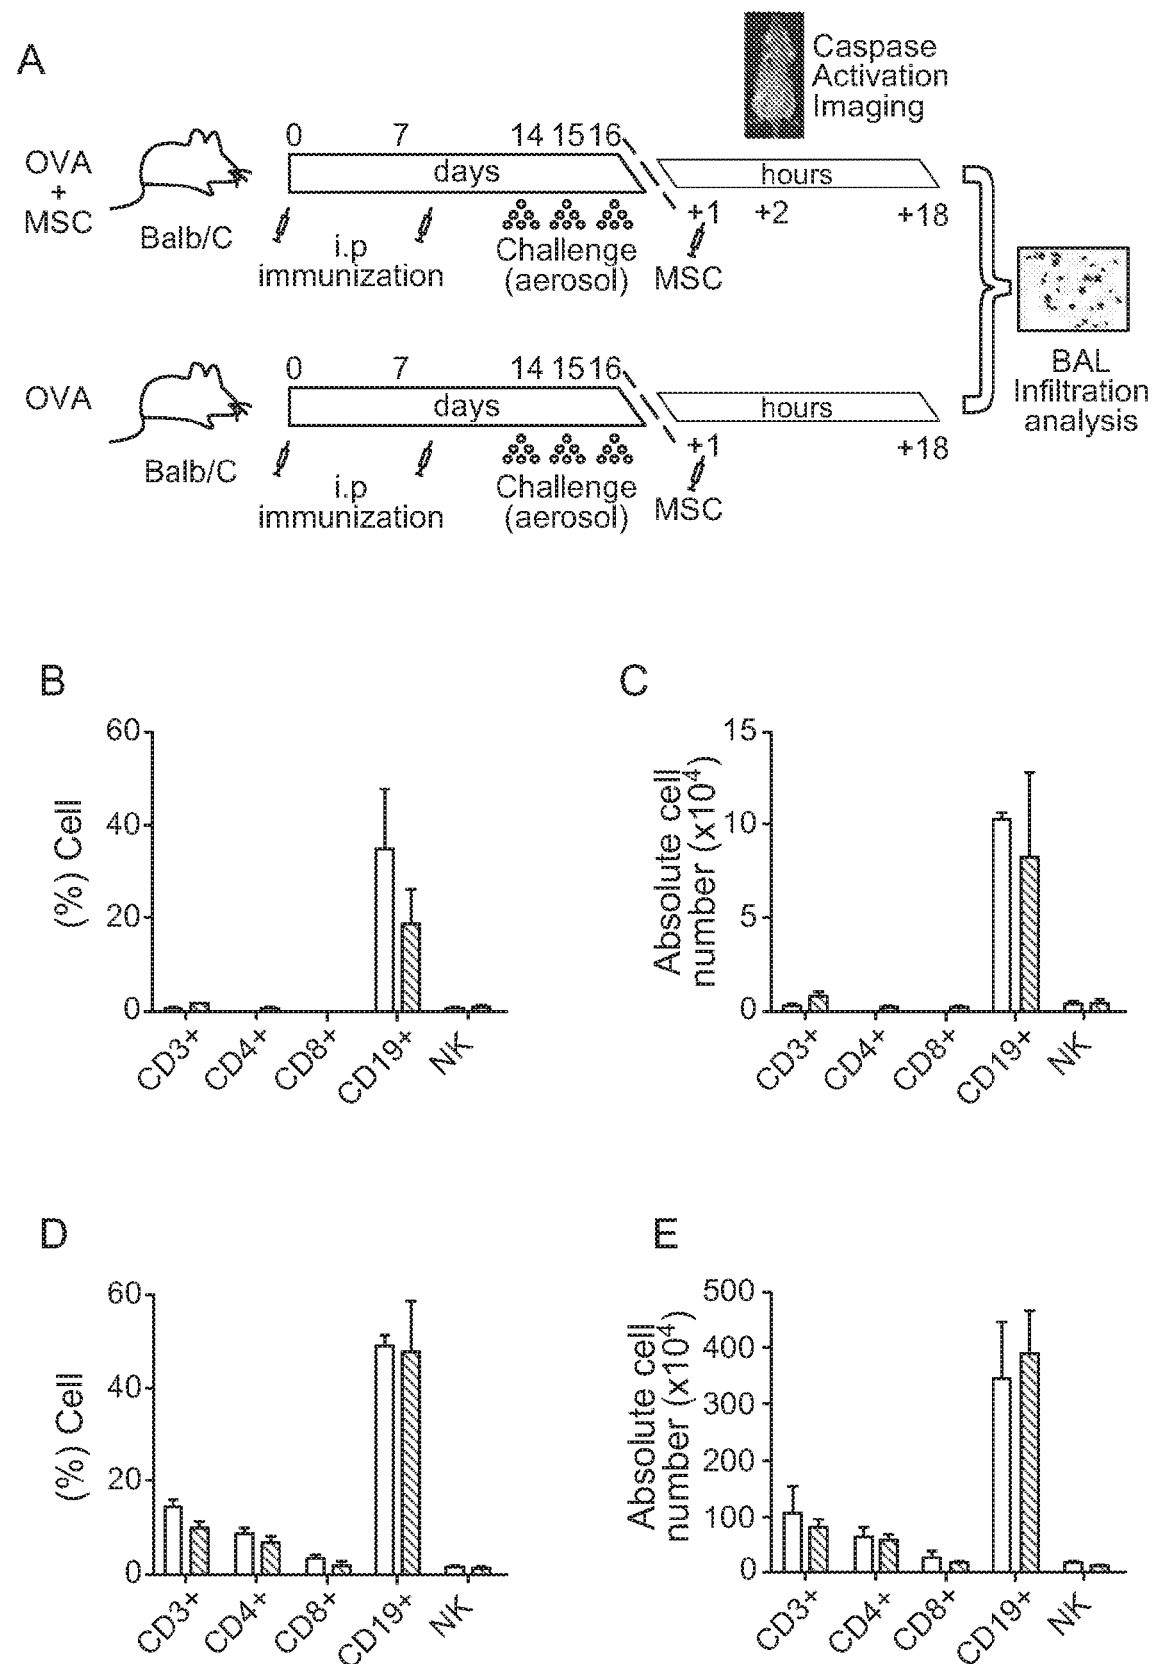 A
Caspase
Activation
Imaging
OVA
+
MSC
Balb/C
0 7 14 15 16
days
hours
+1 +2 +18
i.p
immunization
Challenge
(aerosol)
MSC
OVA
Balb/C
0 7 14 15 16
days
hours
+1 +18
i.p
immunization
Challenge
(aerosol)
MSC
BAL
Infiltration
analysis
B
(%) Cell
60
40
20
0
CD3+ CD4+ CD8+ CD19+ NK
C
Absolute cell
number (x10⁴)
15
10
5
0
CD3+ CD4+ CD8+ CD19+ NK
D
(%) Cell
60
40
20
0
CD3+ CD4+ CD8+ CD19+ NK
E
Absolute cell
number (x10⁴)
500
400
300
200
100
0
CD3+ CD4+ CD8+ CD19+ NK